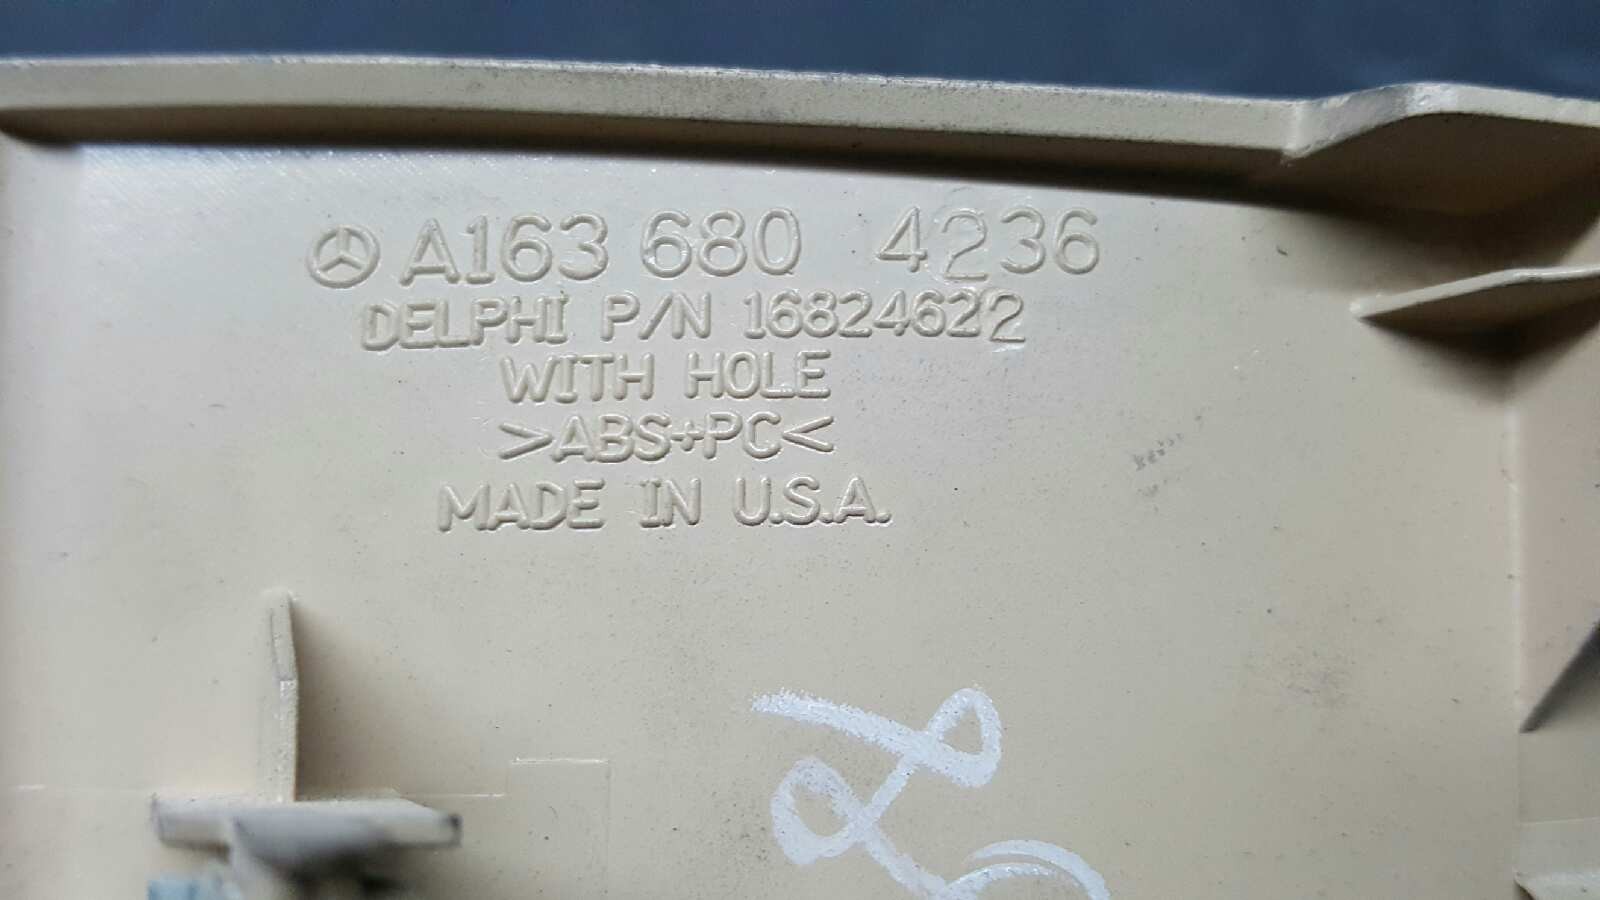 A163 680 4236
DELPHI P/N 16824622
WITH HOLE
>ABS+PC<
MADE IN U.S.A.